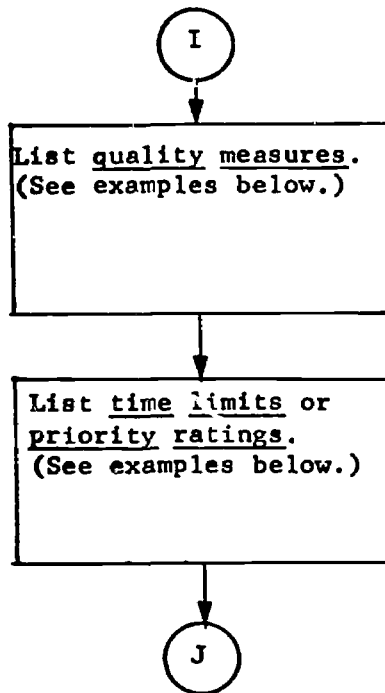 I
List quality measures.
(See examples below.)
List time limits or
priority ratings.
(See examples below.)
J